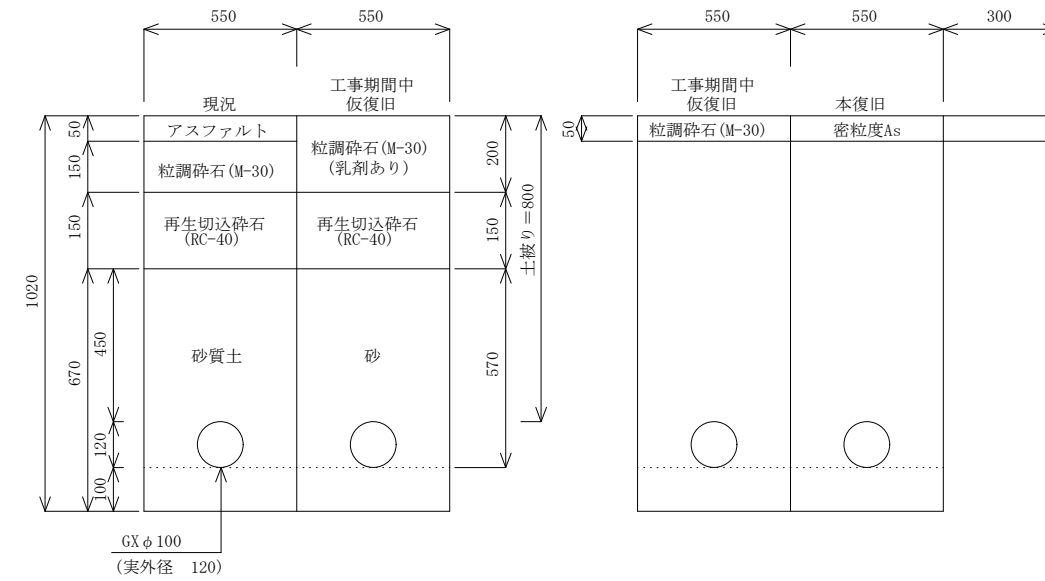 550
550
550
550
300
現況
工事期間中
仮復旧
工事期間中
仮復旧
本復旧
アスファルト
粒調砕石(M-30)
再生切込砕石
(RC-40)
砂質土
粒調砕石(M-30)
(乳剤あり)
再生切込砕石
(RC-40)
砂
粒調砕石(M-30)
密粒度As
1020
50
150
150
670
450
120
100
200
150
570
土被り＝800
50
GXφ100
(実外径 120)